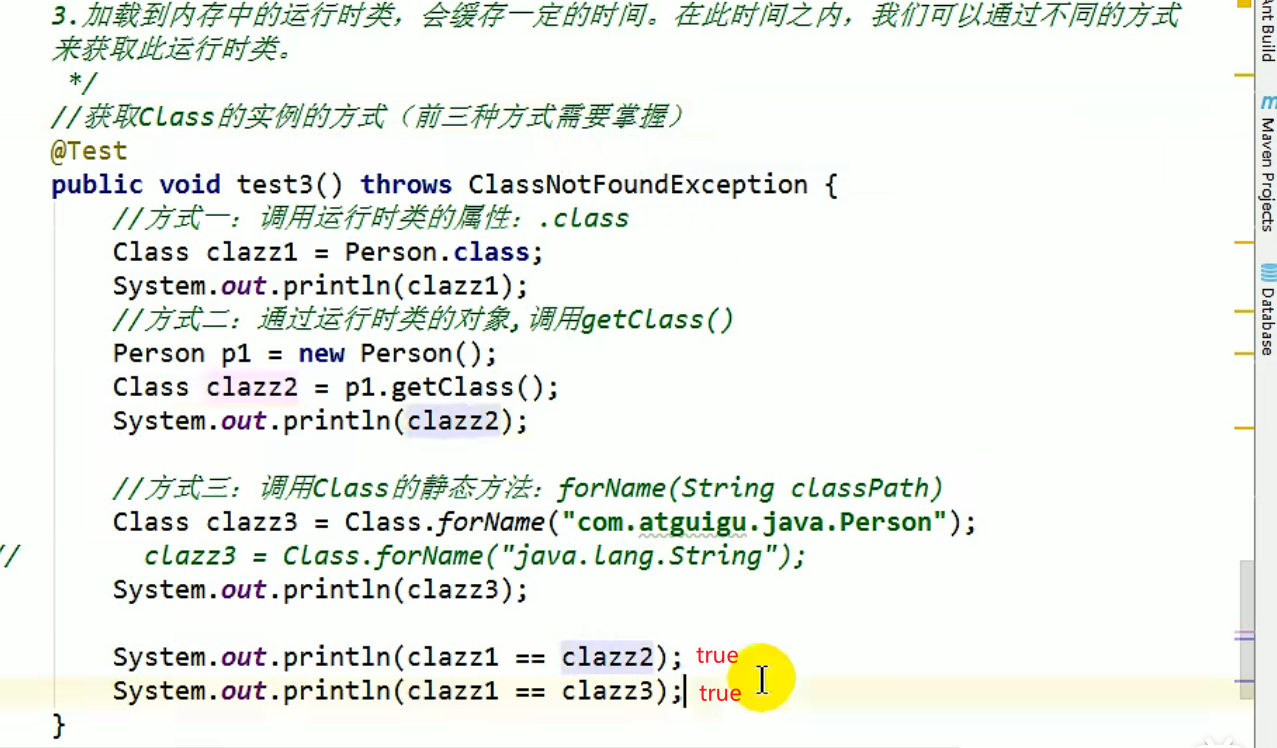 3.加载到内存中的运行时类，会缓存一定的时间。在此时间之内，我们可以通过不同的方式
来获取此运行时类。
*/
//获取Class的实例的方式（前三种方式需要掌握）
@Test
public void test3() throws ClassNotFoundException {
//方式一：调用运行时类的属性：.class
Class clazz1 = Person.class;
System.out.println(clazz1);
//方式二：通过运行时类的对象,调用getClass()
Person p1 = new Person();
Class clazz2 = p1.getClass();
System.out.println(clazz2);
//方式三：调用Class的静态方法：forName(String classPath)
Class clazz3 = Class.forName("com.atguigu.java.Person");
// clazz3 = Class.forName("java.lang.String");
System.out.println(clazz3);
System.out.println(clazz1 == clazz2); true
System.out.println(clazz1 == clazz3); true
}
Ant Build
m Maven Projects
Database